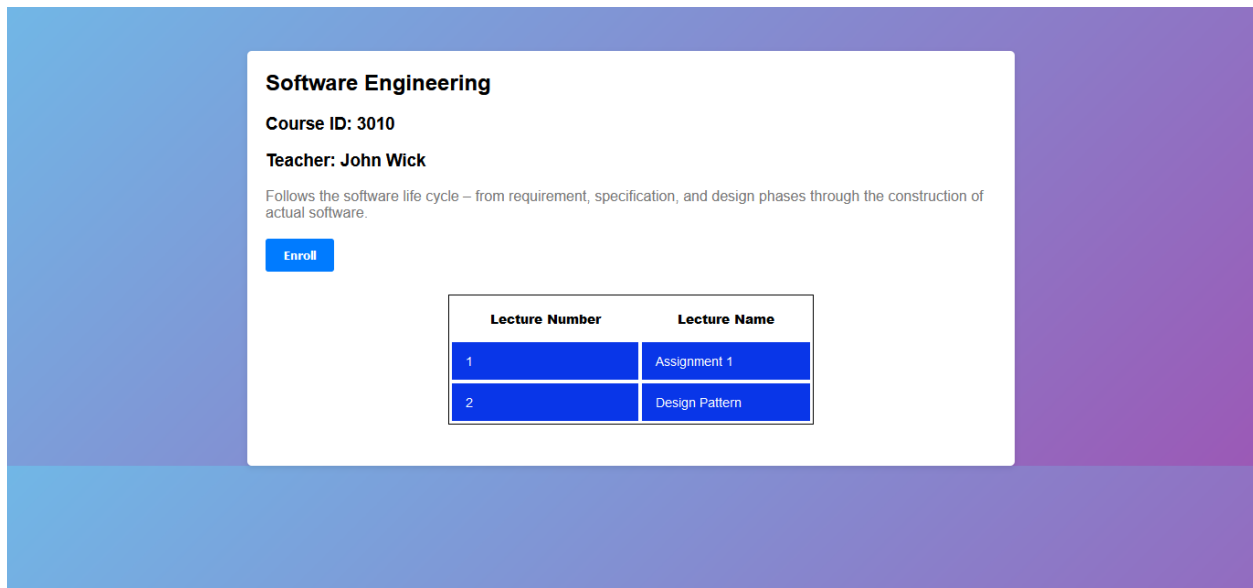 Software Engineering
Course ID: 3010
Teacher: John Wick
Follows the software life cycle – from requirement, specification, and design phases through the construction of
actual software.
Enroll
Lecture Number Lecture Name
1 Assignment 1
2 Design Pattern